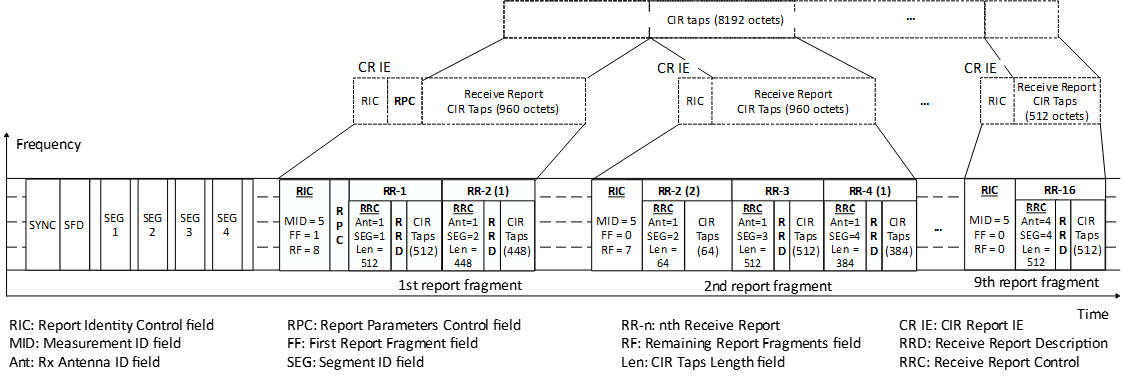 CIR taps (8192 octets)
...
CR IE
CR IE
CR IE
RIC
RPC
Receive Report
CIR Taps (960 octets)
RIC
Receive Report
CIR Taps (960 octets)
...
RIC
Receive Report
CIR Taps
(512 octets)
Frequency
SYNC
SFD
SEG
1
SEG
2
SEG
3
SEG
4
RIC
MID = 5
FF = 1
RF = 8
R
P
C
RR-1
RRC
Ant=1
SEG=1
Len =
512
R
R
D
CIR
Taps
(512)
RR-2 (1)
RRC
Ant=1
SEG=2
Len =
448
R
R
D
CIR
Taps
(448)
RIC
MID = 5
FF = 0
RF = 7
RR-2 (2)
RRC
Ant=1
SEG=2
Len =
64
CIR
Taps
(64)
RR-3
RRC
Ant=1
SEG=3
Len =
512
R
R
D
CIR
Taps
(512)
RR-4 (1)
RRC
Ant=1
SEG=4
Len =
384
R
R
D
CIR
Taps
(384)
...
RIC
MID = 5
FF = 0
RF = 0
RR-16
RRC
Ant=4
SEG=4
Len =
512
R
R
D
CIR
Taps
(512)
1st report fragment
2nd report fragment
9th report fragment
Time
RIC: Report Identity Control field
RPC: Report Parameters Control field
RR-n: nth Receive Report
CR IE: CIR Report IE
MID: Measurement ID field
FF: First Report Fragment field
RF: Remaining Report Fragments field
RRD: Receive Report Description
Ant: Rx Antenna ID field
SEG: Segment ID field
Len: CIR Taps Length field
RRC: Receive Report Control